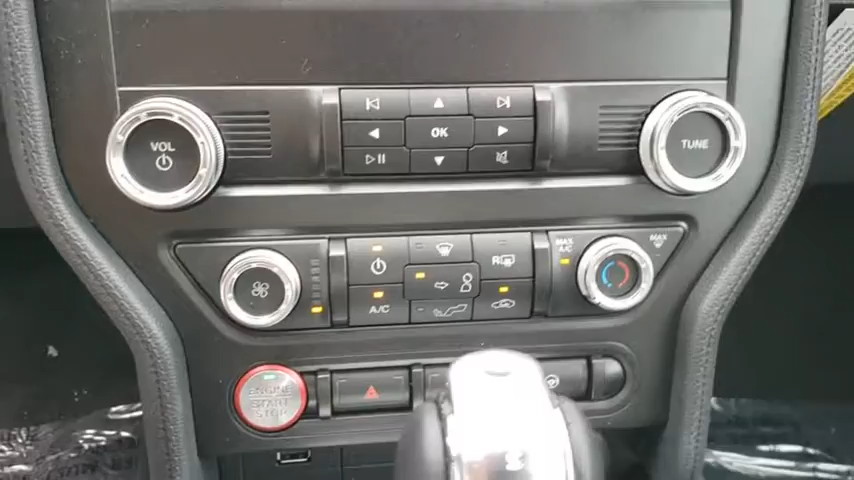 VOL
OK
TUNE
MAX
A/C
MAX
R
A/C
ENGINE
START
STOP